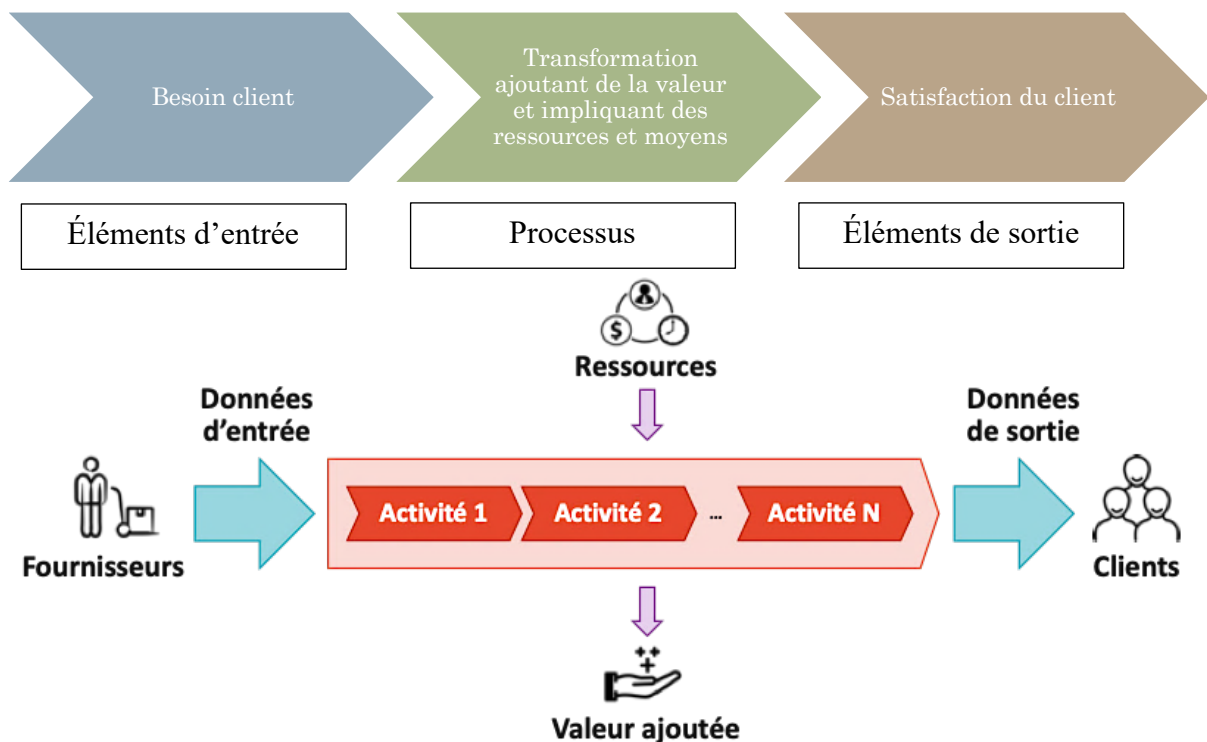 Besoin client
Transformation
ajoutant de la valeur
et impliquant des
ressources et moyens
Satisfaction du client
Éléments d’entrée
Processus
Éléments de sortie
$
Ressources
Données
d'entrée
Données
de sortie
Activité 1
Activité 2
...
Activité N
Fournisseurs
Clients
Valeur ajoutée